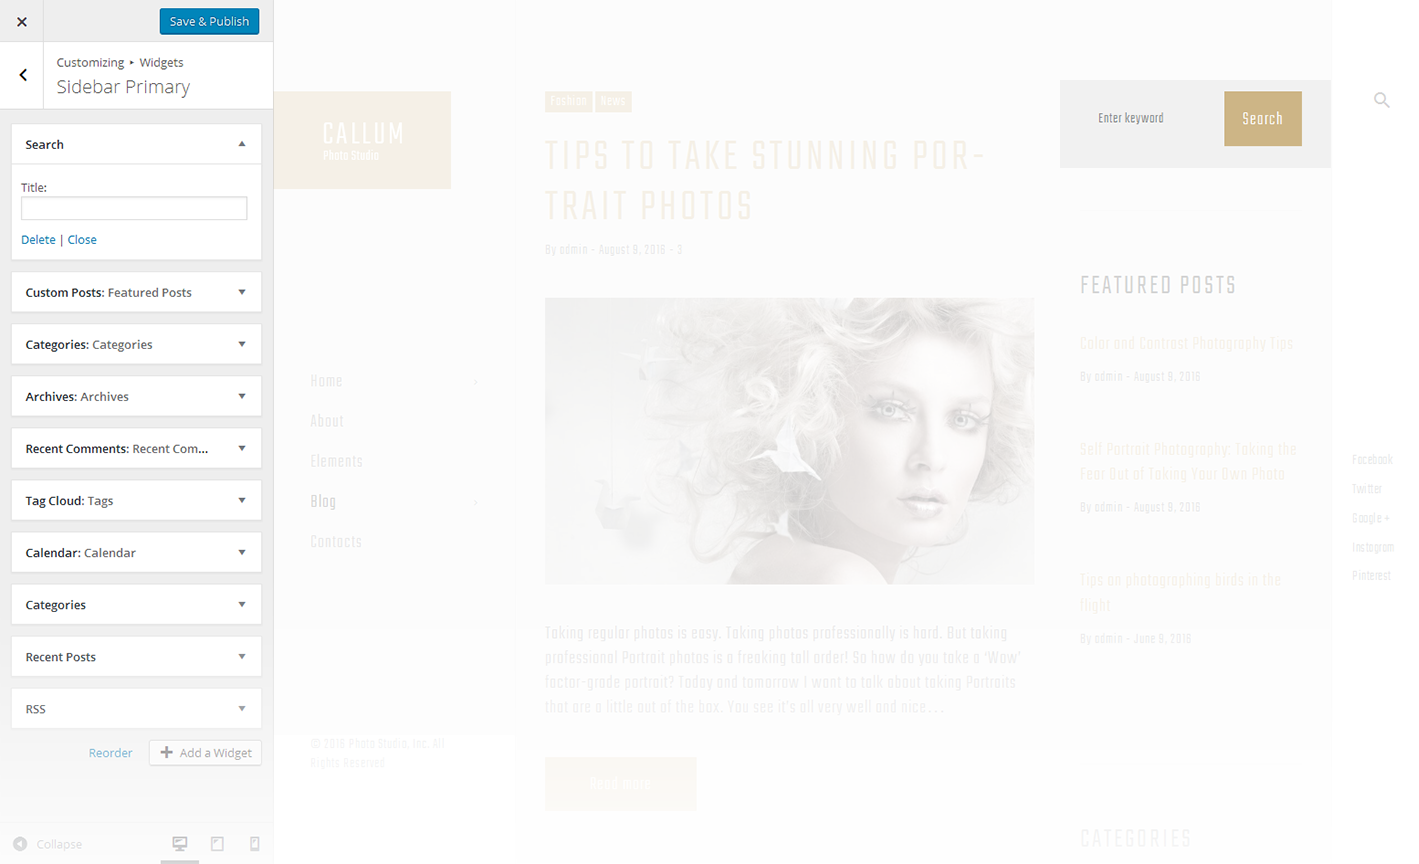 Save & Publish
Customizing ▸ Widgets
Sidebar Primary
Search
Title:
Delete | Close
Custom Posts: Featured Posts
Categories: Categories
Archives: Archives
Recent Comments: Recent Com...
Tag Cloud: Tags
Calendar: Calendar
Categories
Recent Posts
RSS
Reorder
Add a Widget
Collapse
CALLUM
Photo Studio
Home
About
Elements
Blog
Contacts
© 2016 Photo Studio, Inc. All
Rights Reserved
Fashion
News
TIPS TO TAKE STUNNING POR-
TRAIT PHOTOS
By admin - August 9, 2016 - 3
Taking regular photos is easy. Taking photos professionally is hard. But taking
professional Portrait photos is a freaking tall order! So how do you take a 'Wow'
factor-grade portrait? Today and tomorrow I want to talk about taking Portraits
that are a little out of the box. You see it's all very well and nice...
Read more
Enter keyword
Search
FEATURED POSTS
Color and Contrast Photography Tips
By admin - August 9, 2016
Self Portrait Photography: Taking the
Fear Out of Taking Your Own Photo
By admin - August 9, 2016
Tips on photographing birds in the
flight
By admin - June 9, 2016
CATEGORIES
Facebook
Twitter
Google +
Instagram
Pinterest